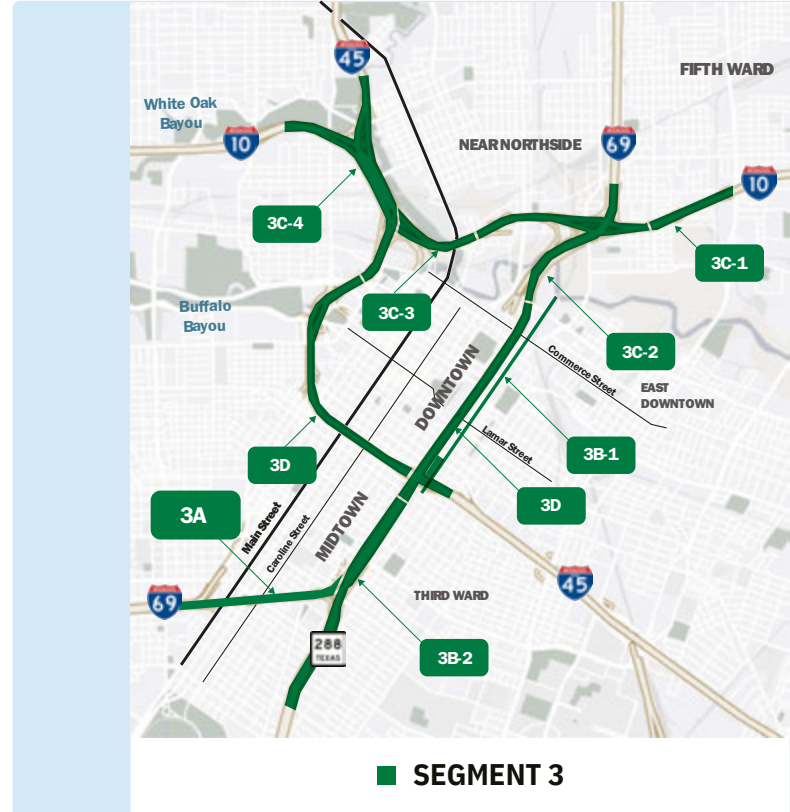 45
FIFTH WARD
White Oak
Bayou
10
NEAR NORTHSIDE
69
10
3C-4
3C-1
Buffalo
Bayou
3C-3
3C-2
Commerce Street
DOWNTOWN
EAST
DOWNTOWN
Lamar Street
3B-1
3D
3D
3A
Main Street
Caroline Street
MIDTOWN
45
69
THIRD WARD
288
TEXAS
3B-2
SEGMENT 3